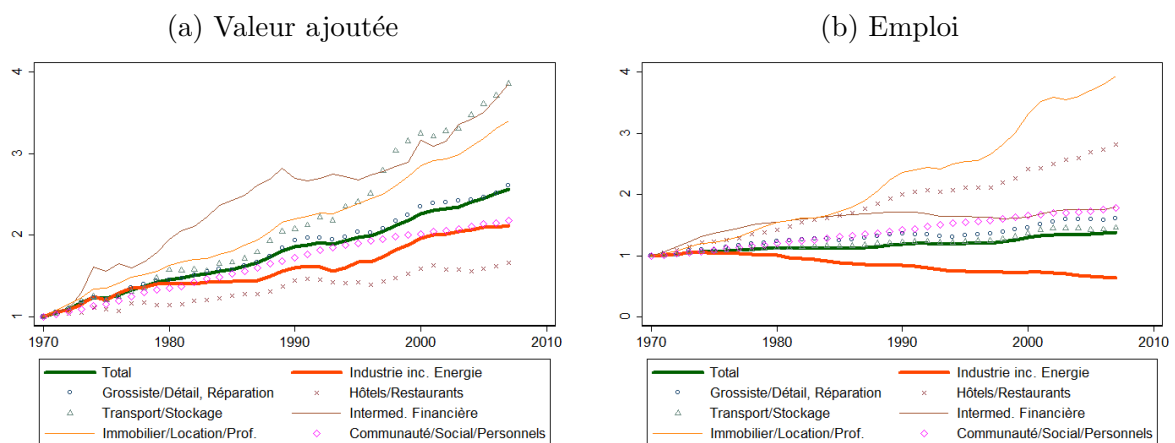 (a) Valeur ajoutée
(b) Emploi
4
3
2
1
1970 1980 1990 2000 2010
Total
Industrie inc. Energie
Grossiste/Détail, Réparation
Hôtels/Restaurants
Transport/Stockage
Intermed. Financière
Immobilier/Location/Prof.
Communauté/Social/Personnels
4
3
2
1
0
1970 1980 1990 2000 2010
Total
Industrie inc. Energie
Grossiste/Détail, Réparation
Hôtels/Restaurants
Transport/Stockage
Intermed. Financière
Immobilier/Location/Prof.
Communauté/Social/Personnels